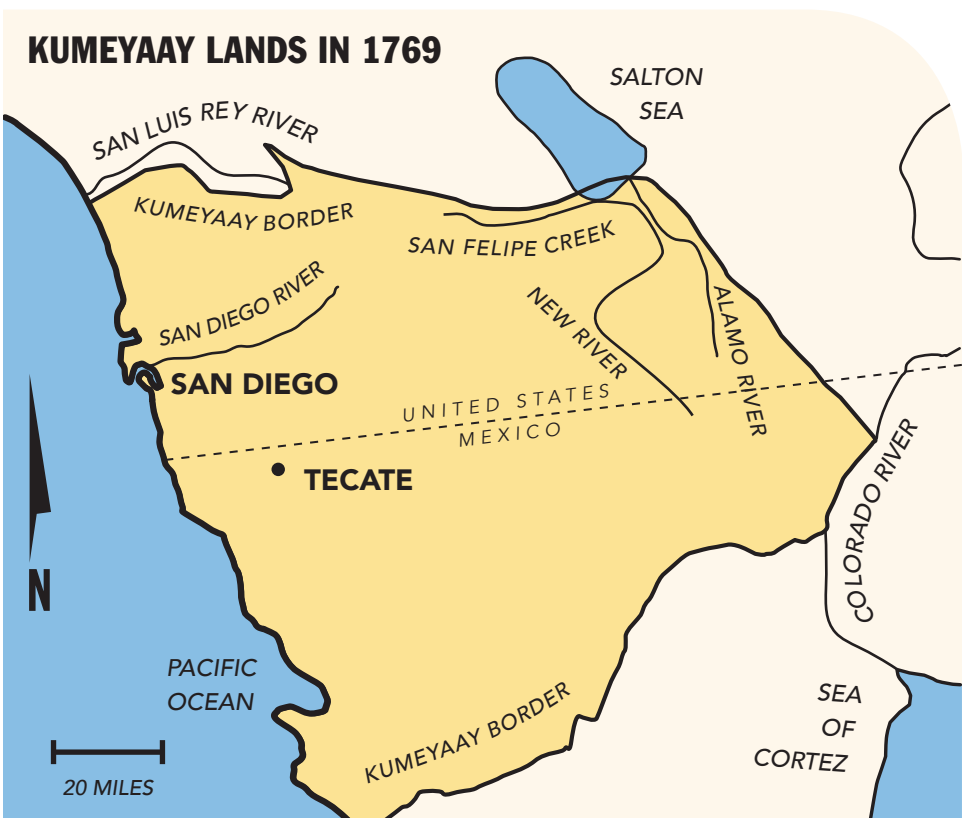 KUMEYAAY LANDS IN 1769
SALTON
SEA
SAN LUIS REY RIVER
KUMEYAAY BORDER
SAN FELIPE CREEK
SAN DIEGO RIVER
NEW RIVER
ALAMO RIVER
SAN DIEGO
UNITED STATES
MEXICO
TECATE
COLORADO RIVER
N
PACIFIC
OCEAN
KUMEYAAY BORDER
SEA
OF
CORTEZ
20 MILES